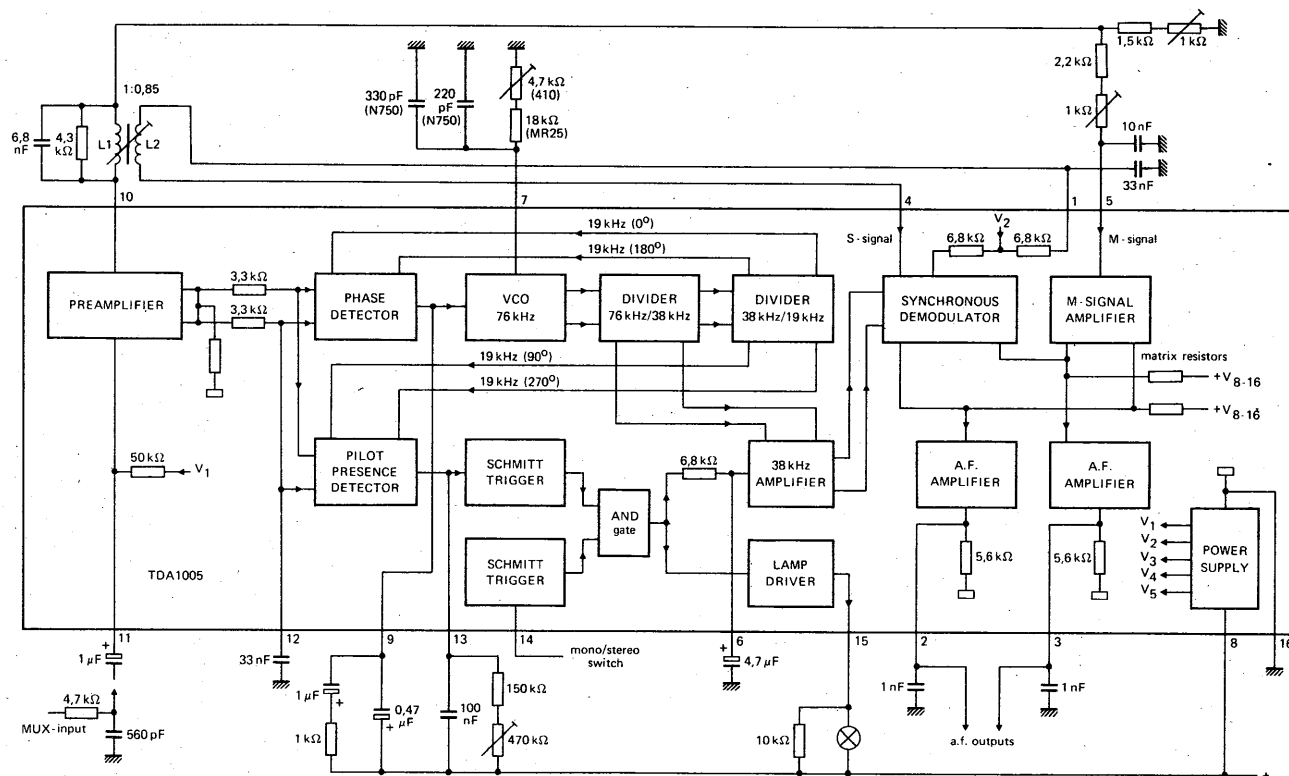 1,5 kΩ
1 kΩ
2,2 kΩ
1 kΩ
10 nF
33 nF
1:0,85
6,8
nF
4,3
kΩ
L1
L2
330 pF
(N750)
220
pF
(N750)
4,7 kΩ
(410)
18 kΩ
(MR25)
10
7
4
1
5
S-signal
V2
6,8 kΩ
6,8 kΩ
M-signal
19 kHz (0°)
19 kHz (180°)
PREAMPLIFIER
3,3 kΩ
3,3 kΩ
PHASE
DETECTOR
VCO
76 kHz
DIVIDER
76 kHz/38 kHz
DIVIDER
38 kHz/19 kHz
SYNCHRONOUS
DEMODULATOR
M-SIGNAL
AMPLIFIER
19 kHz (90°)
19 kHz (270°)
matrix resistors
+V8-16
+V8-16
50 kΩ
V1
PILOT
PRESENCE
DETECTOR
SCHMITT
TRIGGER
AND
gate
6,8 kΩ
38 kHz
AMPLIFIER
A.F.
AMPLIFIER
A.F.
AMPLIFIER
SCHMITT
TRIGGER
LAMP
DRIVER
5,6 kΩ
5,6 kΩ
V1
V2
V3
V4
V5
POWER
SUPPLY
TDA1005
11
12
9
13
14
6
15
2
3
8
16
+
1 μF
33 nF
mono/stereo
switch
+
4,7 μF
1 nF
1 nF
4,7 kΩ
MUX-input
560 pF
1 μF
+
1 kΩ
0,47
μF
+
100
nF
150 kΩ
470 kΩ
10 kΩ
a.f. outputs
+